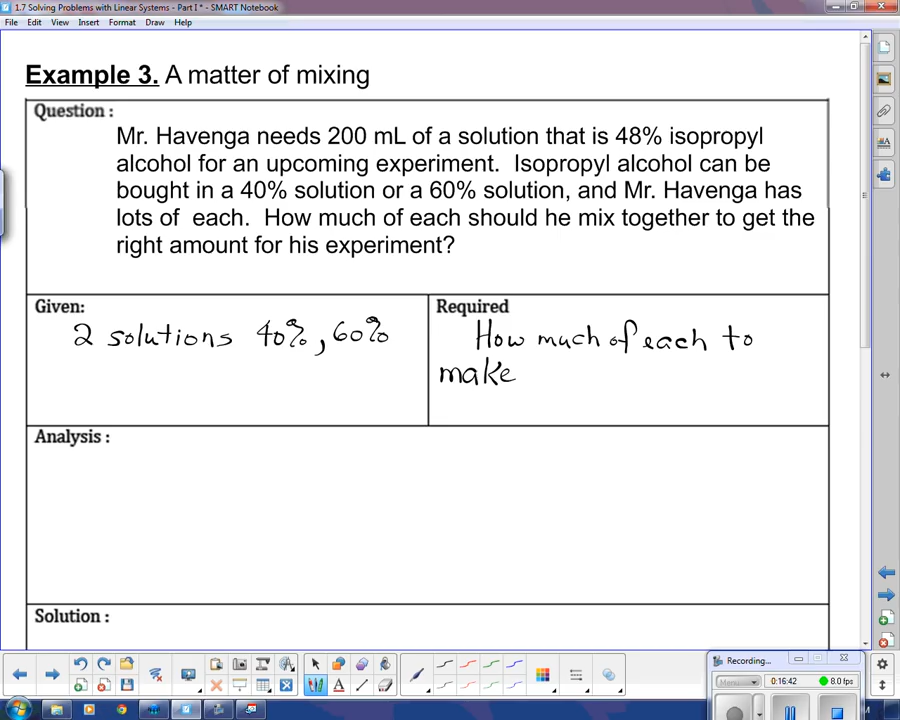 1.7 Solving Problems with Linear Systems - Part I * - SMART Notebook
File Edit View Insert Format Draw Help
Example 3. A matter of mixing
Question :
Mr. Havenga needs 200 mL of a solution that is 48% isopropyl
alcohol for an upcoming experiment. Isopropyl alcohol can be
bought in a 40% solution or a 60% solution, and Mr. Havenga has
lots of each. How much of each should he mix together to get the
right amount for his experiment?
Given:
2 solutions 40%, 60%
Required
How much of each to
make
Analysis :
Solution :
Recording...
Menu
0:16:42
8.0 fps